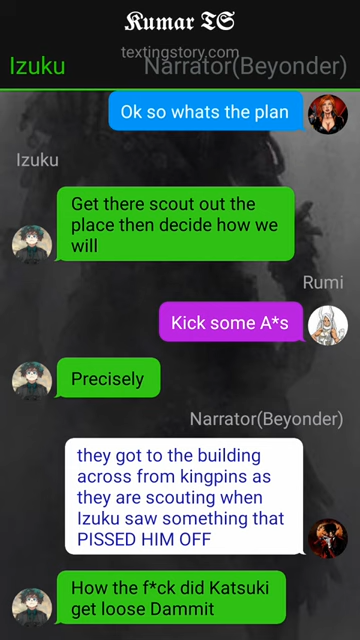 Kumar TS
textingstory.com
Izuku
Narrator(Beyonder)
Ok so whats the plan
Izuku
Get there scout out the
place then decide how we
will
Rumi
Kick some A*s
Precisely
Narrator(Beyonder)
they got to the building
across from kingpins as
they are scouting when
Izuku saw something that
PISSED HIM OFF
How the f*ck did Katsuki
get loose Dammit